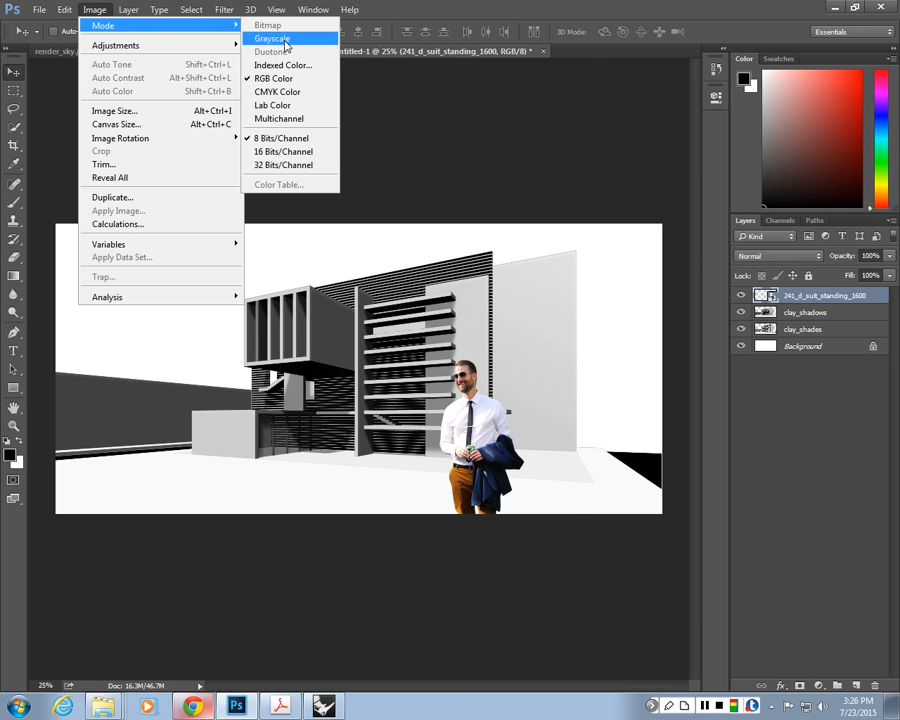 Ps File Edit Image Layer Type Select Filter 3D View Window Help
Auto- 3D Mode: Essentials
render_sky. ntitled-1 @ 25% (241_d_suit_standing_1600, RGB/8) * ×
Mode
Adjustments
Auto Tone Shift+Ctrl+L
Auto Contrast Alt+Shift+Ctrl+L
Auto Color Shift+Ctrl+B
Image Size... Alt+Ctrl+I
Canvas Size... Alt+Ctrl+C
Image Rotation
Crop
Trim...
Reveal All
Duplicate...
Apply Image...
Calculations...
Variables
Apply Data Set...
Trap...
Analysis
Bitmap
Grayscale
Duotone
Indexed Color...
✓ RGB Color
CMYK Color
Lab Color
Multichannel
✓ 8 Bits/Channel
16 Bits/Channel
32 Bits/Channel
Color Table...
Color Swatches
Layers Channels Paths
Kind
Normal Opacity: 100%
Lock: Fill: 100%
241_d_suit_standing_1600
clay_shadows
clay_shades
Background
25% Doc: 16.3M/46.7M
3:26 PM
7/23/2015